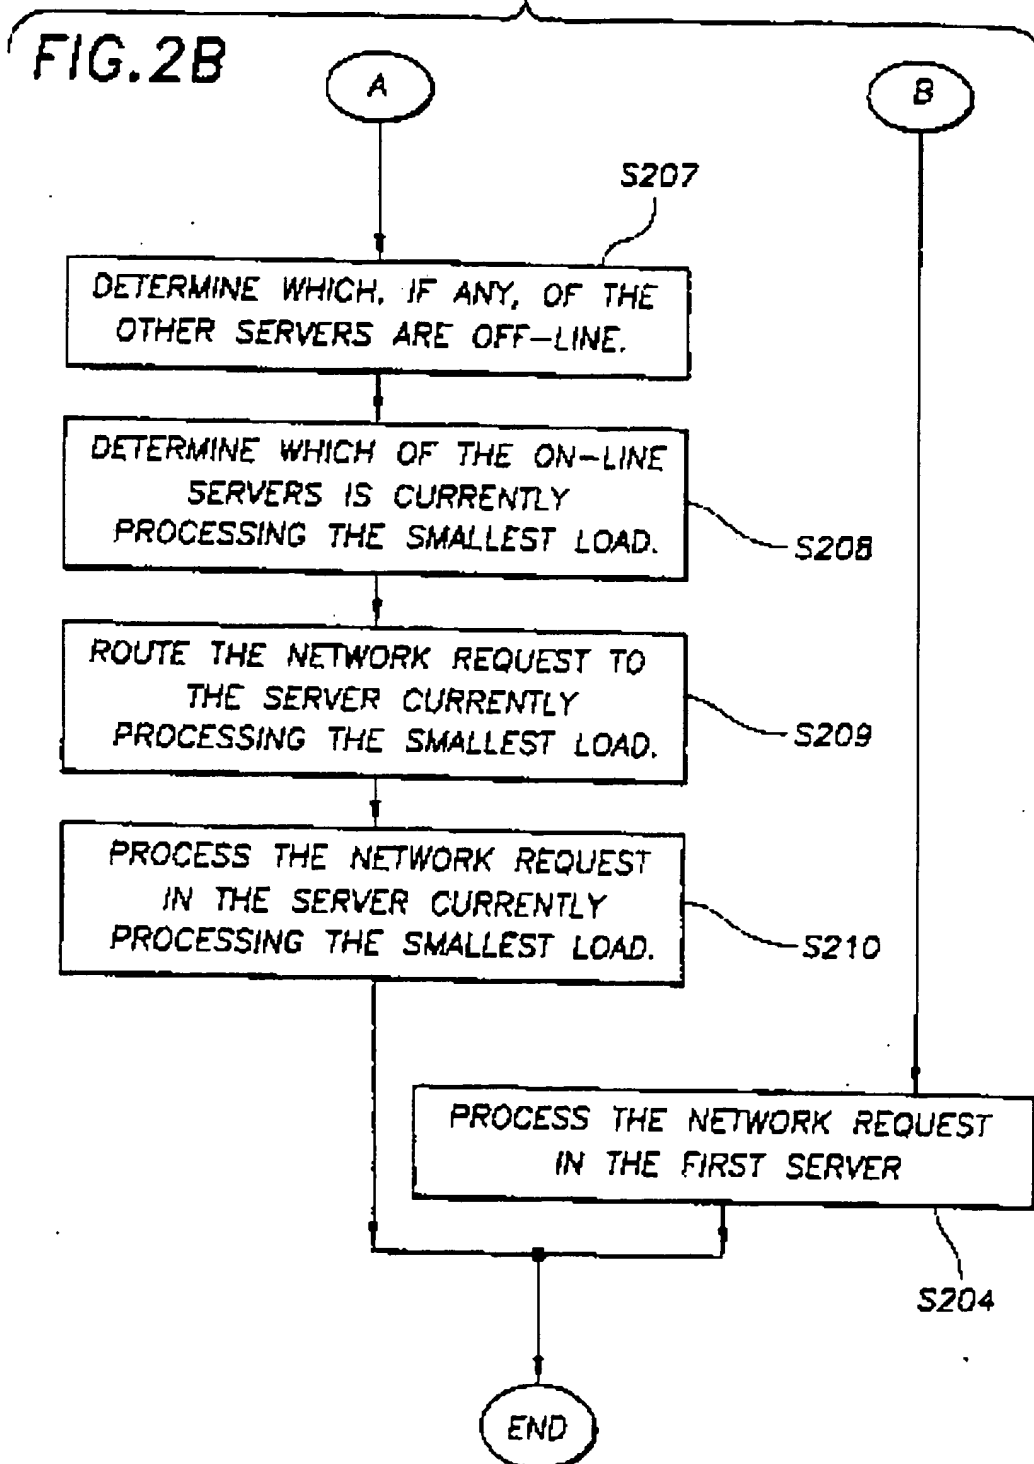 FIG.2B
A
B
S207
DETERMINE WHICH, IF ANY, OF THE
OTHER SERVERS ARE OFF-LINE.
DETERMINE WHICH OF THE ON-LINE
SERVERS IS CURRENTLY
PROCESSING THE SMALLEST LOAD.
S208
ROUTE THE NETWORK REQUEST TO
THE SERVER CURRENTLY
PROCESSING THE SMALLEST LOAD.
S209
PROCESS THE NETWORK REQUEST
IN THE SERVER CURRENTLY
PROCESSING THE SMALLEST LOAD.
S210
PROCESS THE NETWORK REQUEST
IN THE FIRST SERVER
S204
END